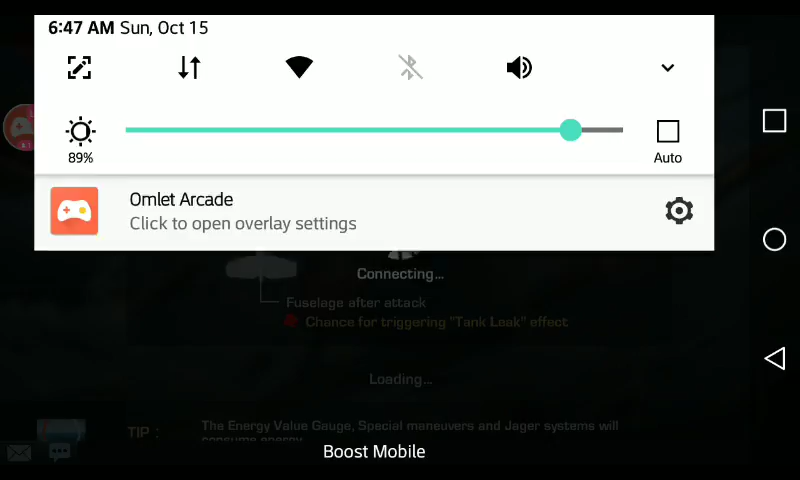 6:47 AM Sun, Oct 15
89%
Auto
Omlet Arcade
Click to open overlay settings
Connecting...
Fuselage after attack
Chance for triggering "Tank Leak" effect
Loading...
TIP :
The Energy Value Gauge, Special maneuvers and Jager systems will
consume energy
Boost Mobile